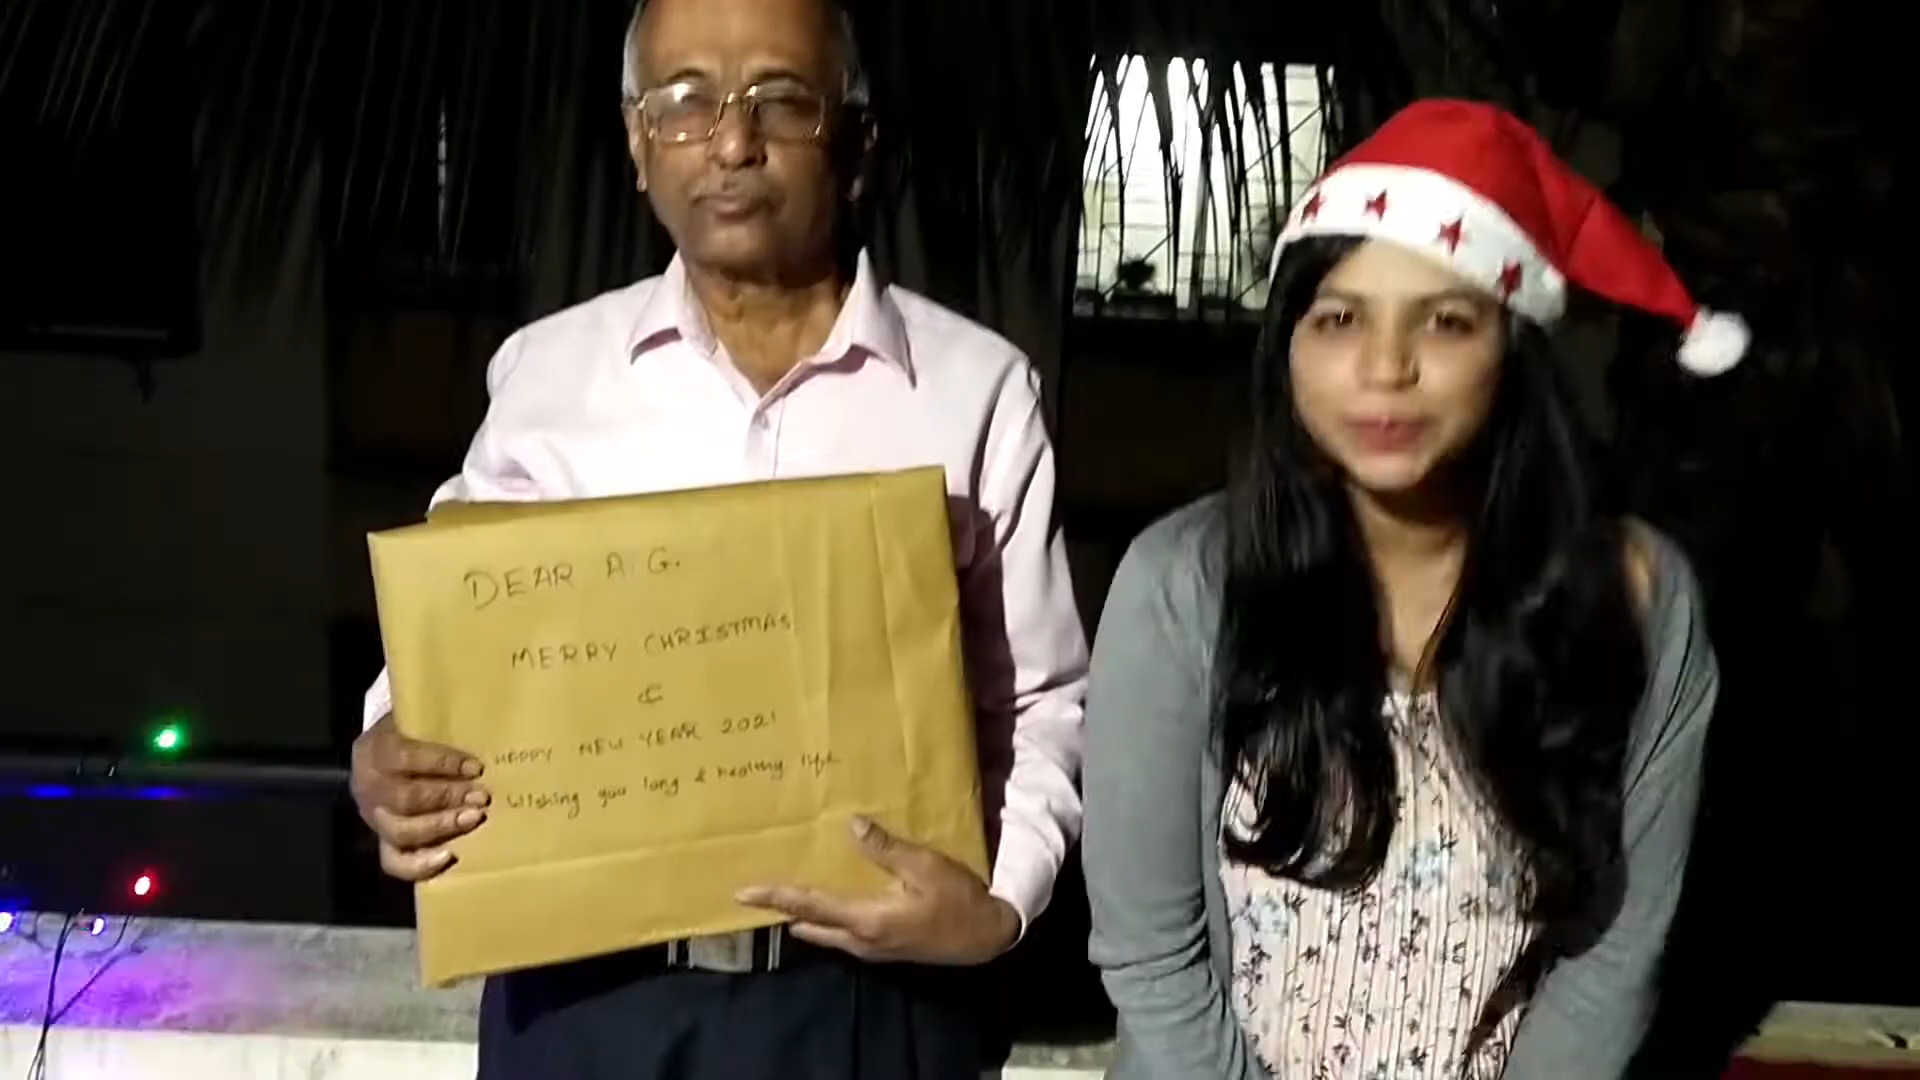 DEAR A.G.
MERRY CHRISTMAS
&
HAPPY NEW YEAR 2021
Wishing you long & healthy life